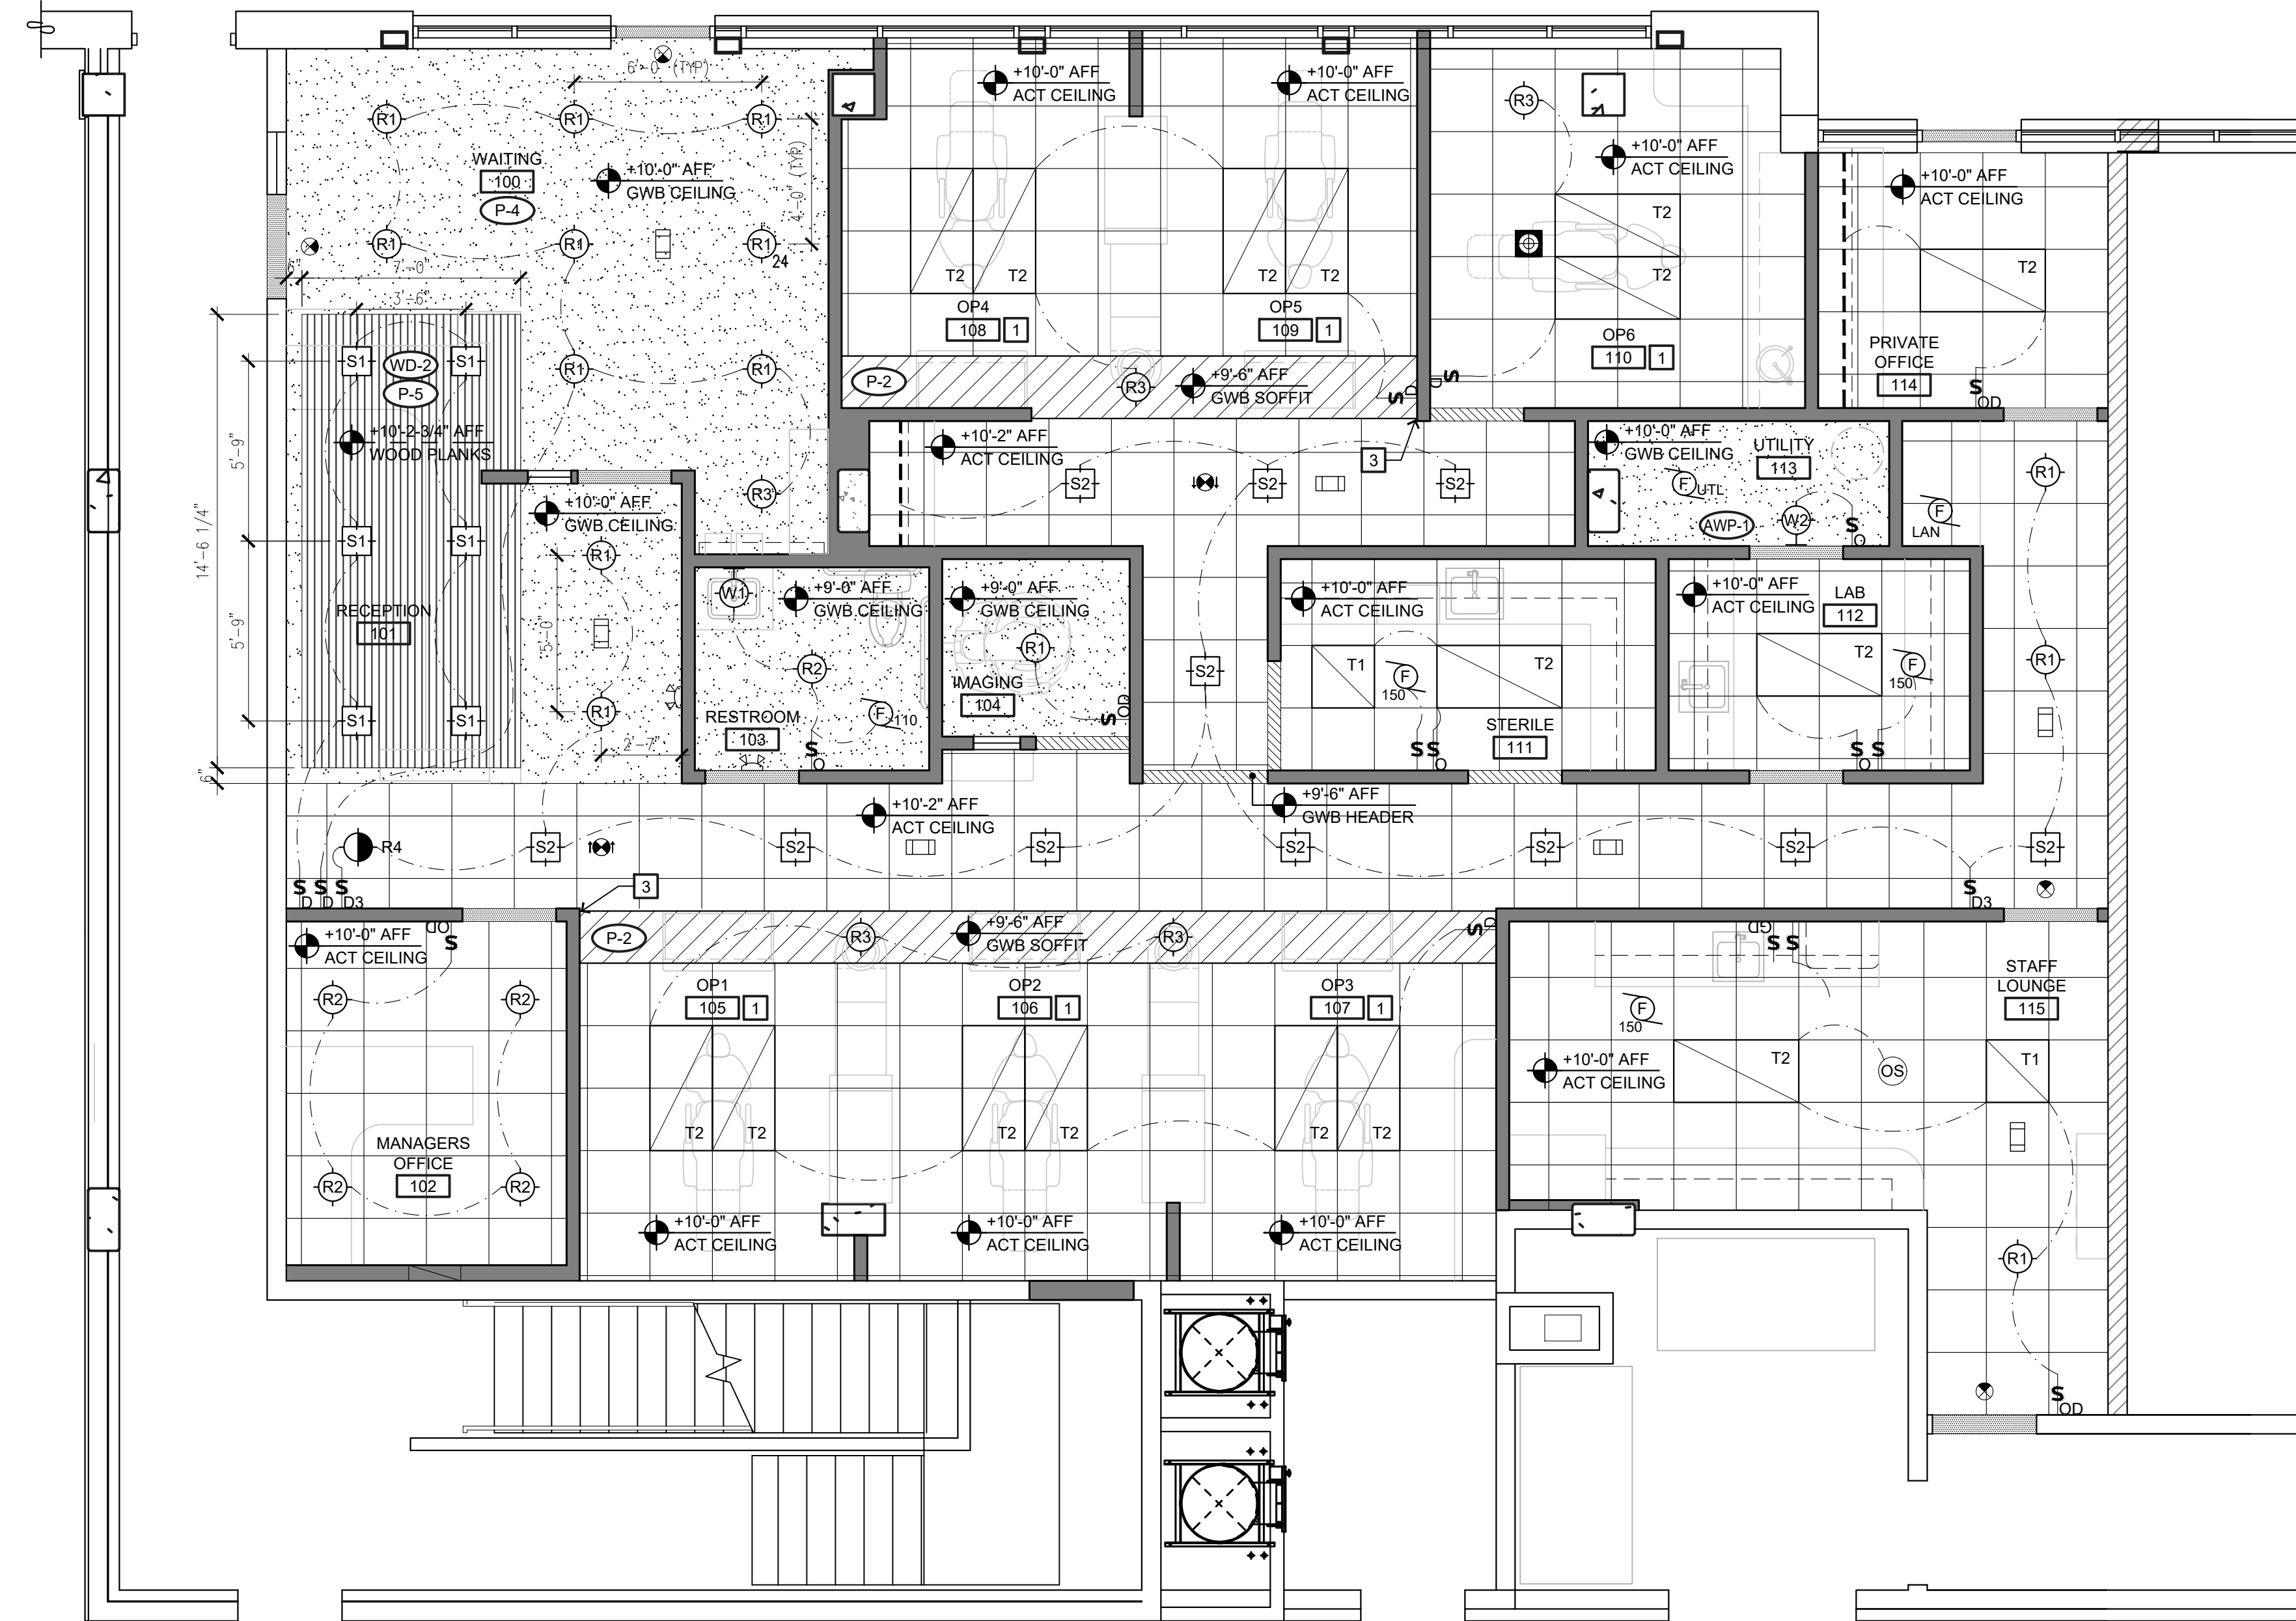 6'-0" (TYP)
+10'-0" AFF
ACT CEILING
+10'-0" AFF
ACT CEILING
R3
R1
R1
R1
+10'-0" AFF
ACT CEILING
WAITING
100
P-4
+10'-0" AFF
GWB CEILING
4'-0" (TYP)
+10'-0" AFF
ACT CEILING
R1
R1
R1
24
T2
T2
T2
T2
T2
T2
T2
6"
7'-0"
3'-6"
OP4
108
1
OP5
109
1
OP6
110
1
PRIVATE
OFFICE
114
S1
WD-2
P-5
S1
R1
R1
P-2
R3
+9'-6" AFF
GWB SOFFIT
S
D
S
D
S
OD
+10'-2-3/4" AFF
WOOD PLANKS
5'-9"
+10'-2" AFF
ACT CEILING
3
+10'-0" AFF
GWB CEILING
UTILITY
113
S2
S2
S2
F
UTL
R1
R3
+10'-0" AFF
GWB CEILING
AWP-1
W2
S
O
F
LAN
14'-6 1/4"
S1
S1
R1
W1
+9'-0" AFF
GWB CEILING
+9'-0" AFF
GWB CEILING
+10'-0" AFF
ACT CEILING
+10'-0" AFF
ACT CEILING
LAB
112
RECEPTION
101
5'-9"
5'-0"
R2
R1
S2
T1
F
150
T2
T2
F
150
R1
IMAGING
104
S
OD
S1
S1
R1
RESTROOM
103
F
110
S
O
STERILE
111
S
S
O
S
S
O
2'-7"
6"
+10'-2" AFF
ACT CEILING
+9'-6" AFF
GWB HEADER
R4
S2
S2
S2
S2
S2
S2
S2
S
S
S
D
D
D3
3
S
D3
+10'-0" AFF
ACT CEILING
OD
S
P-2
R3
+9'-6" AFF
GWB SOFFIT
R3
S
D
GD
S
S
R2
R2
OP1
105
1
OP2
106
1
OP3
107
1
STAFF
LOUNGE
115
F
150
+10'-0" AFF
ACT CEILING
T2
OS
T1
T2
T2
T2
T2
T2
T2
MANAGERS
OFFICE
102
R2
R2
+10'-0" AFF
ACT CEILING
+10'-0" AFF
ACT CEILING
+10'-0" AFF
ACT CEILING
R1
S
OD